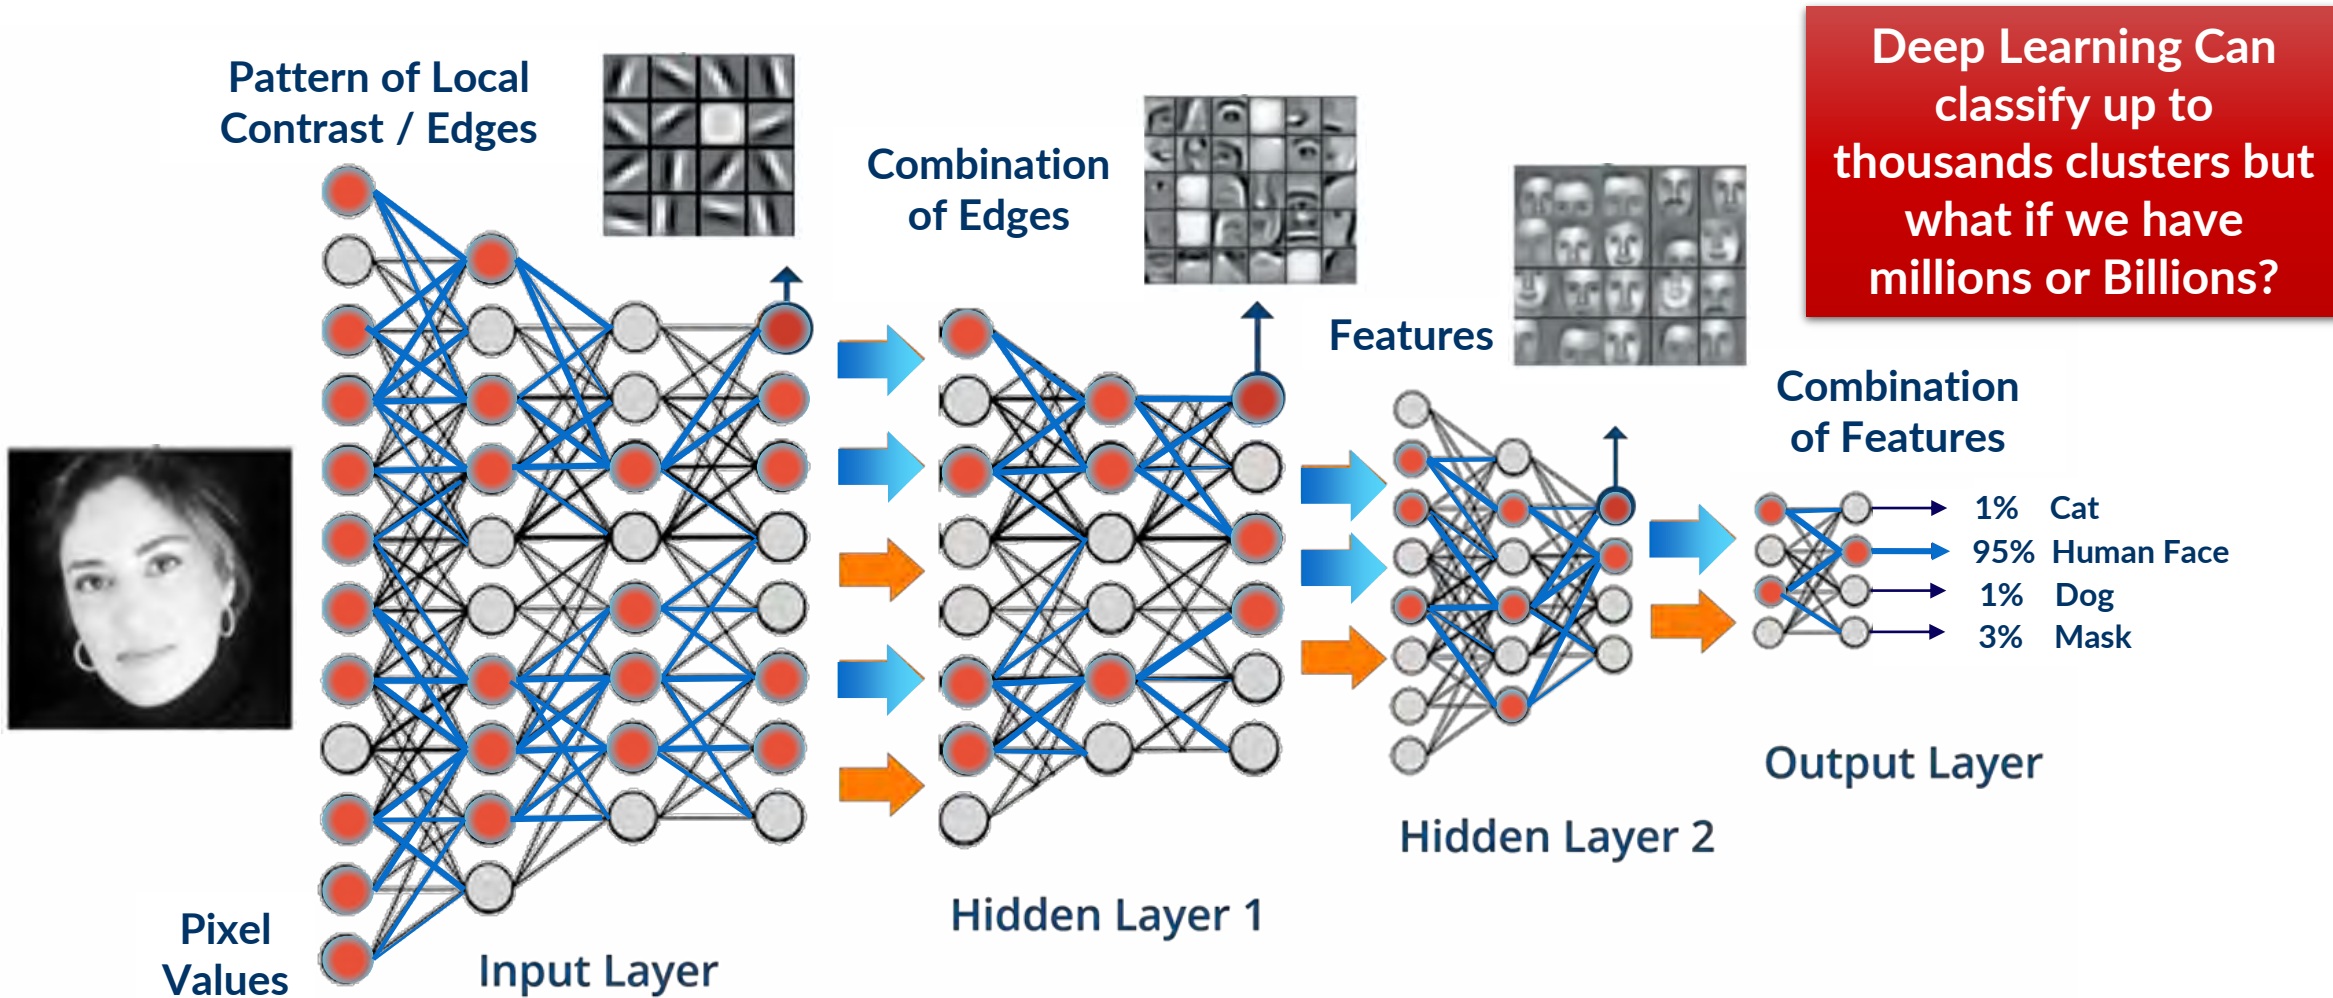 Pattern of Local
Contrast / Edges
Combination
of Edges
Features
Deep Learning Can
classify up to
thousands clusters but
what if we have
millions or Billions?
Combination
of Features
1% Cat
95% Human Face
1% Dog
3% Mask
Output Layer
Hidden Layer 2
Hidden Layer 1
Input Layer
Pixel
Values